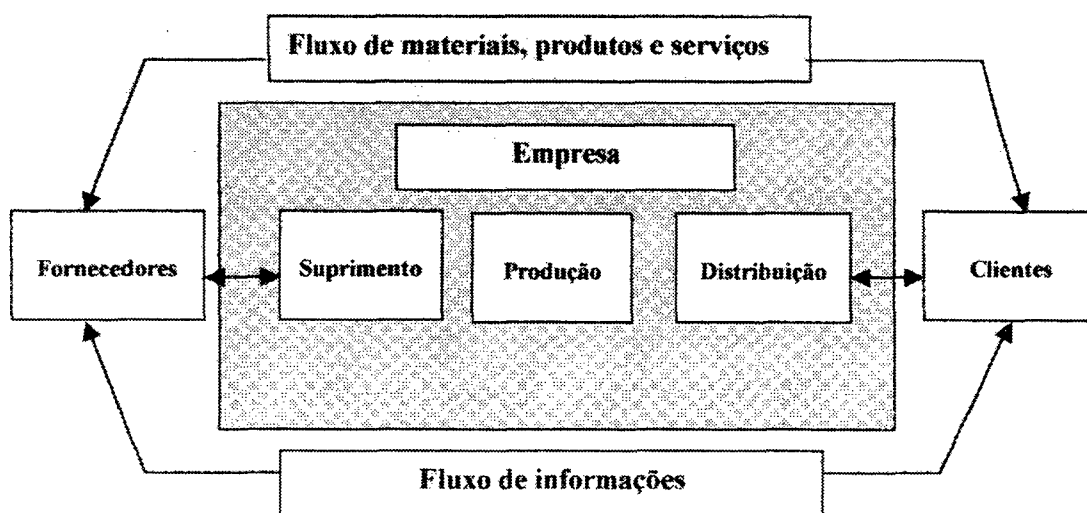 Fluxo de materiais, produtos e serviços
Empresa
Fornecedores
Suprimento
Produção
Distribuição
Clientes
Fluxo de informações